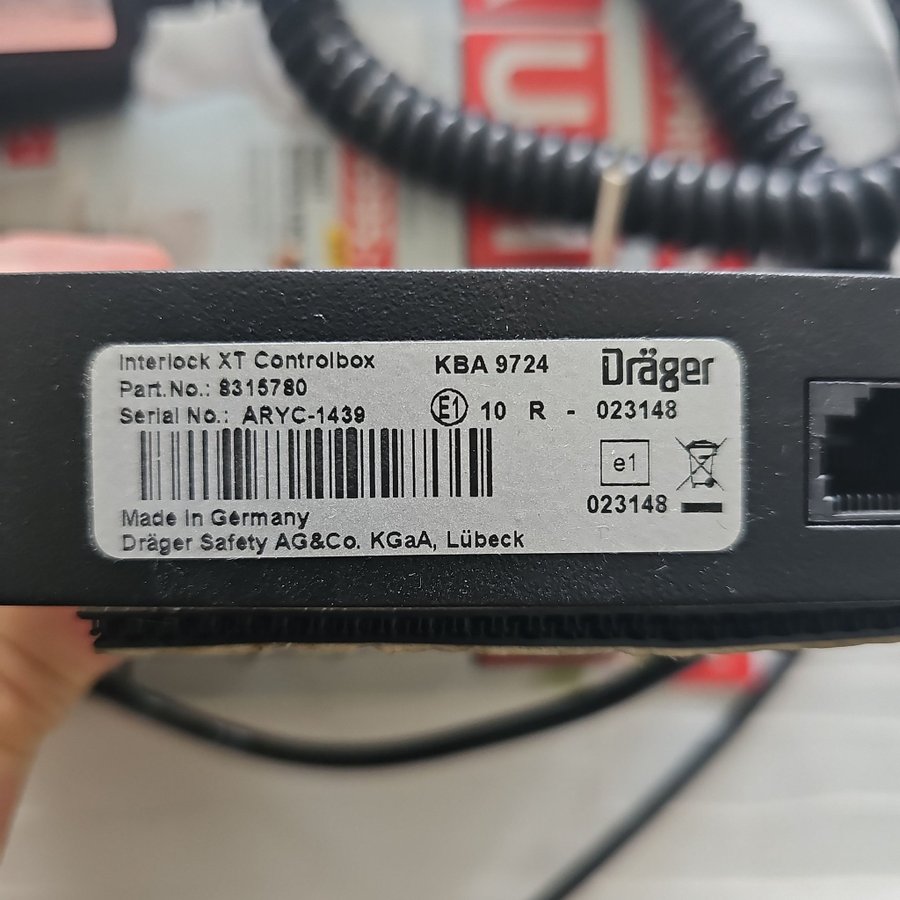 Interlock XT Controlbox KBA 9724 Dräger
Part.No.: 8315780
Serial No.: ARYC-1439 E1 10 R - 023148
e1
023148
Made in Germany
Dräger Safety AG&Co. KGaA, Lübeck